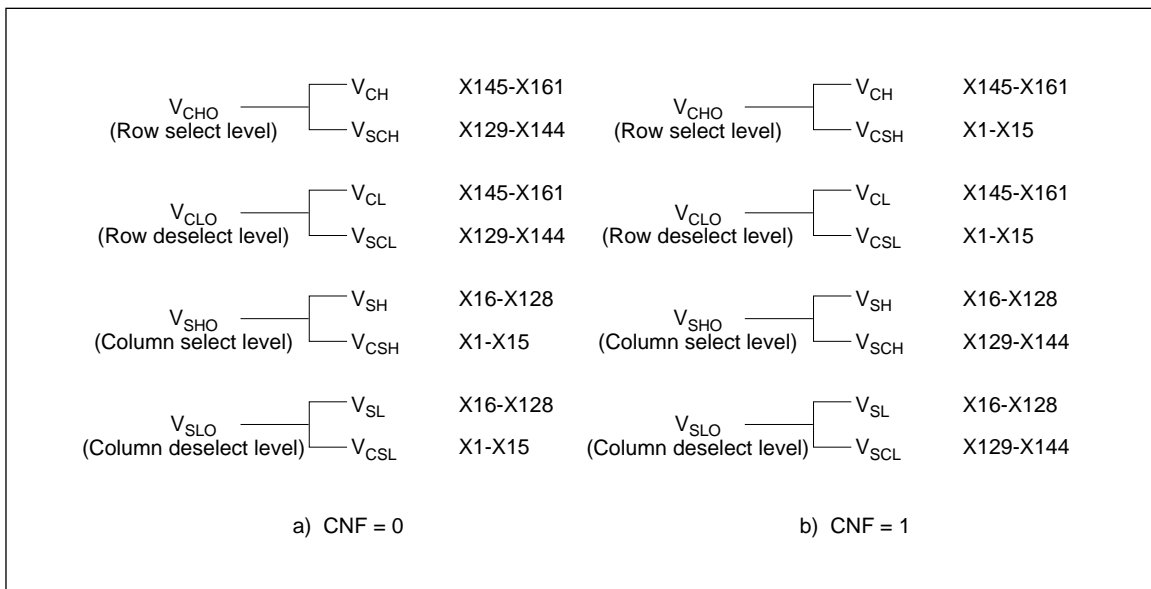 V_CH X145-X161
V_CHO
(Row select level)
V_SCH X129-X144
V_CL X145-X161
V_CLO
(Row deselect level)
V_SCL X129-X144
V_SH X16-X128
V_SHO
(Column select level)
V_CSH X1-X15
V_SL X16-X128
V_SLO
(Column deselect level)
V_CSL X1-X15
a) CNF = 0
V_CH X145-X161
V_CHO
(Row select level)
V_CSH X1-X15
V_CL X145-X161
V_CLO
(Row deselect level)
V_CSL X1-X15
V_SH X16-X128
V_SHO
(Column select level)
V_SCH X129-X144
V_SL X16-X128
V_SLO
(Column deselect level)
V_SCL X129-X144
b) CNF = 1